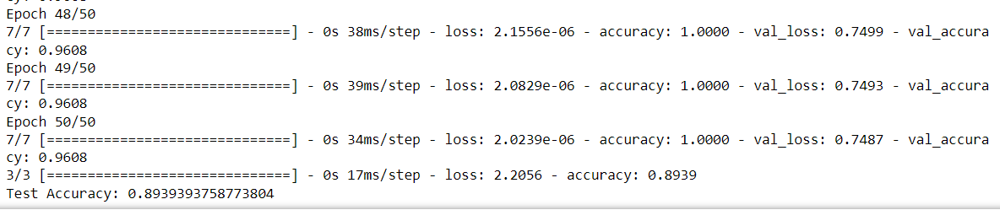 Epoch 48/50
7/7 [==============================] - 0s 38ms/step - loss: 2.1556e-06 - accuracy: 1.0000 - val_loss: 0.7499 - val_accura
cy: 0.9608
Epoch 49/50
7/7 [==============================] - 0s 39ms/step - loss: 2.0829e-06 - accuracy: 1.0000 - val_loss: 0.7493 - val_accura
cy: 0.9608
Epoch 50/50
7/7 [==============================] - 0s 34ms/step - loss: 2.0239e-06 - accuracy: 1.0000 - val_loss: 0.7487 - val_accura
cy: 0.9608
3/3 [==============================] - 0s 17ms/step - loss: 2.2056 - accuracy: 0.8939
Test Accuracy: 0.8939393758773804